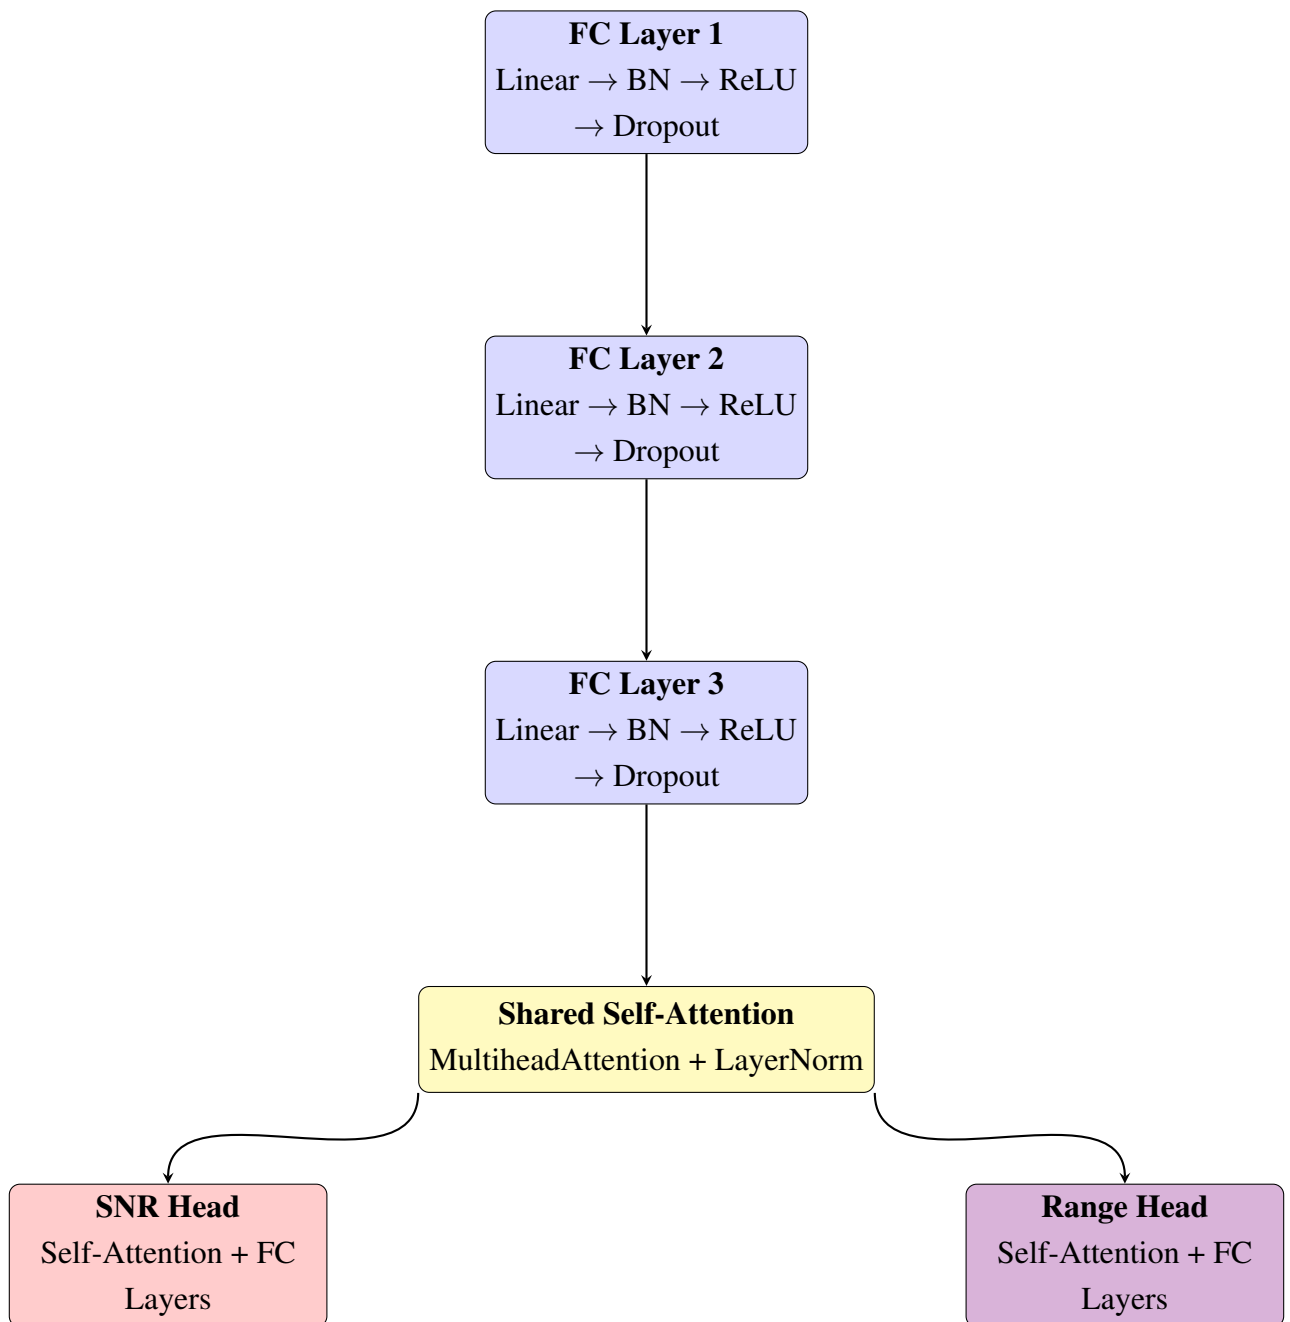 FC Layer 1
Linear → BN → ReLU
→ Dropout
FC Layer 2
Linear → BN → ReLU
→ Dropout
FC Layer 3
Linear → BN → ReLU
→ Dropout
Shared Self-Attention
MultiheadAttention + LayerNorm
SNR Head
Self-Attention + FC
Layers
Range Head
Self-Attention + FC
Layers